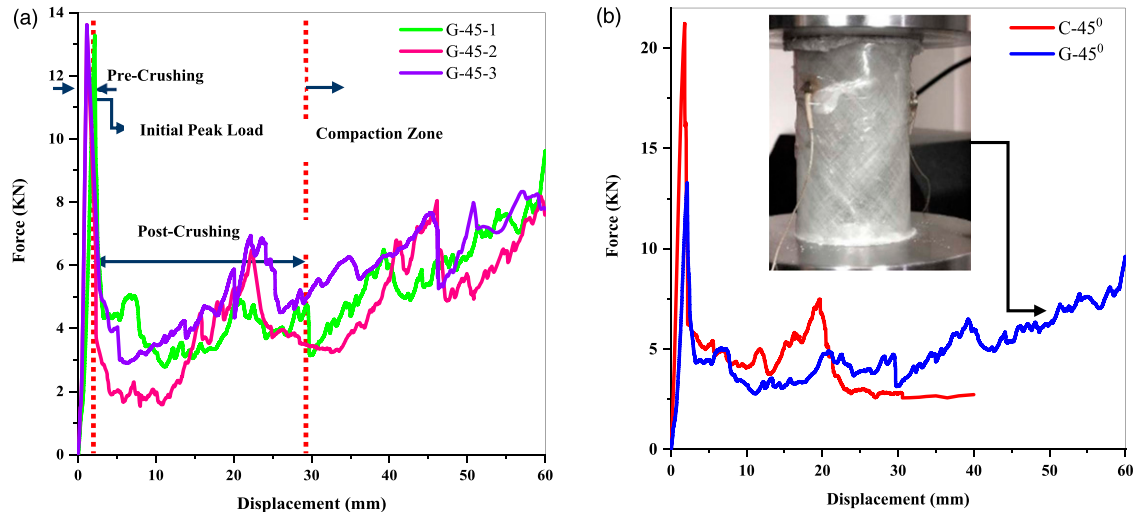 (a)
G-45-1
G-45-2
G-45-3
Pre-Crushing
Initial Peak Load
Compaction Zone
Post-Crushing
Force (KN)
14
12
10
8
6
4
2
0
0 10 20 30 40 50 60
Displacement (mm)
(b)
C-45⁰
G-45⁰
Force (KN)
20
15
10
5
0
0 10 20 30 40 50 60
Displacement (mm)